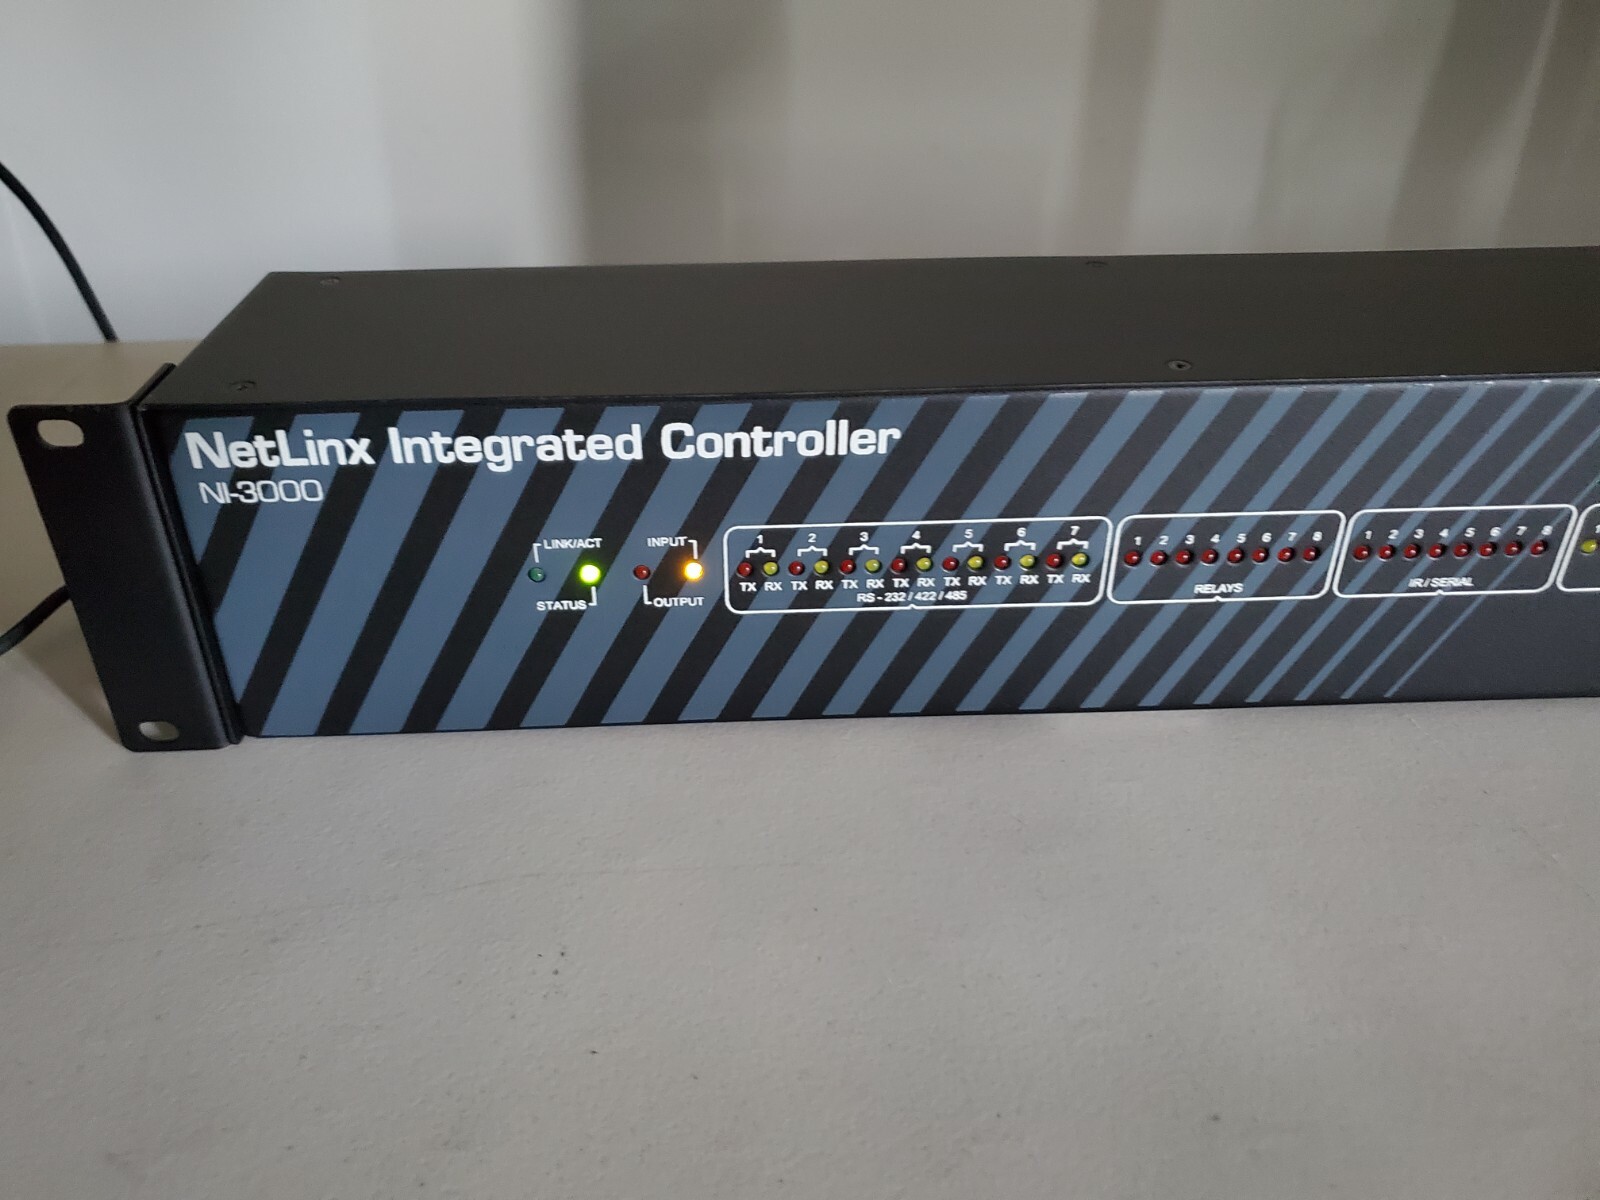 NetLinx Integrated Controller
NI-3000
LINK/ACT
STATUS
INPUT
OUTPUT
1 2 3 4 5 6 7
TX RX TX RX TX RX TX RX TX RX TX RX TX RX
RS - 232 / 422 / 485
1 2 3 4 5 6 7 8
RELAYS
1 2 3 4 5 6 7 8
IR / SERIAL
1